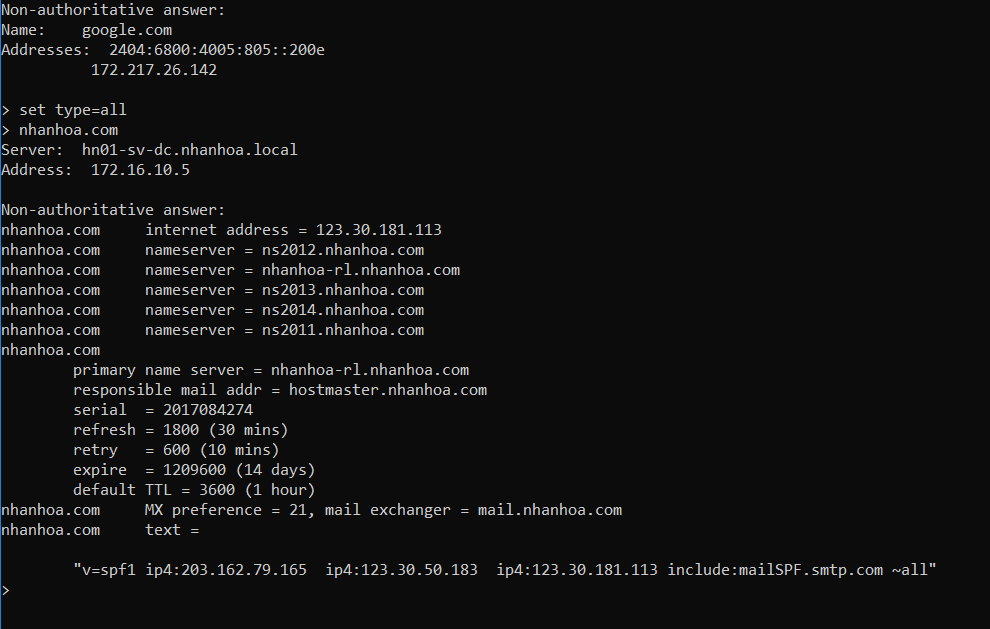 Non-authoritative answer:
Name:    google.com
Addresses:  2404:6800:4005:805::200e
          172.217.26.142

> set type=all
> nhanhoa.com
Server:  hn01-sv-dc.nhanhoa.local
Address:  172.16.10.5

Non-authoritative answer:
nhanhoa.com     internet address = 123.30.181.113
nhanhoa.com     nameserver = ns2012.nhanhoa.com
nhanhoa.com     nameserver = nhanhoa-rl.nhanhoa.com
nhanhoa.com     nameserver = ns2013.nhanhoa.com
nhanhoa.com     nameserver = ns2014.nhanhoa.com
nhanhoa.com     nameserver = ns2011.nhanhoa.com
nhanhoa.com
        primary name server = nhanhoa-rl.nhanhoa.com
        responsible mail addr = hostmaster.nhanhoa.com
        serial  = 2017084274
        refresh = 1800 (30 mins)
        retry   = 600 (10 mins)
        expire  = 1209600 (14 days)
        default TTL = 3600 (1 hour)
nhanhoa.com     MX preference = 21, mail exchanger = mail.nhanhoa.com
nhanhoa.com     text =

        "v=spf1 ip4:203.162.79.165  ip4:123.30.50.183  ip4:123.30.181.113 include:mailSPF.smtp.com ~all"
>